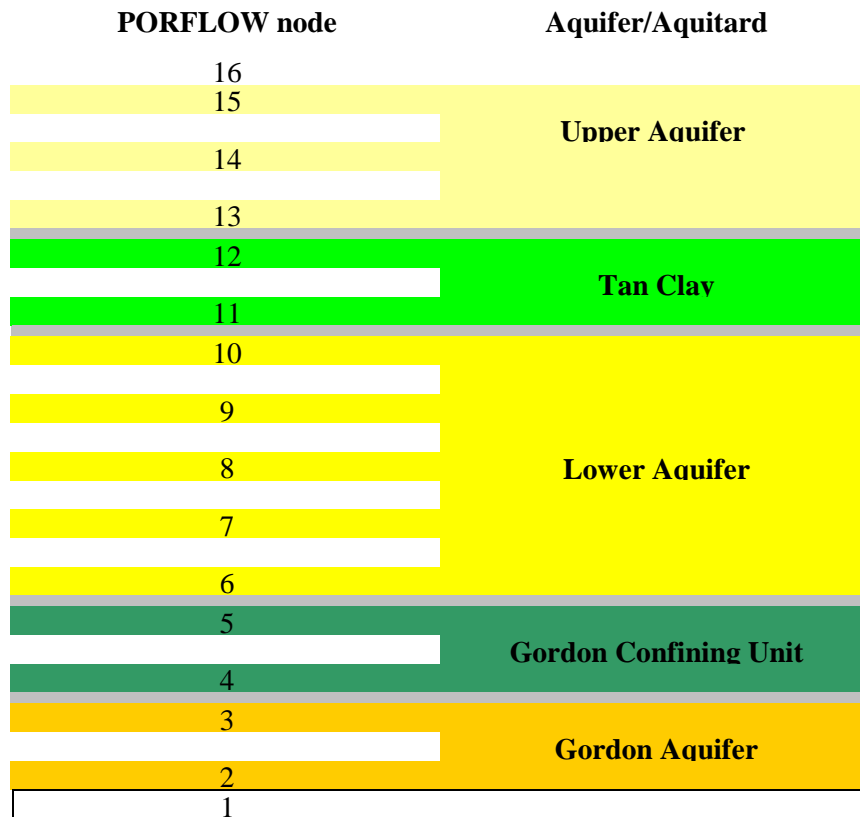 PORFLOW node Aquifer/Aquitard
16
15
Upper Aquifer
14
13
12
Tan Clay
11
10
9
8 Lower Aquifer
7
6
5
Gordon Confining Unit
4
3
Gordon Aquifer
2
1